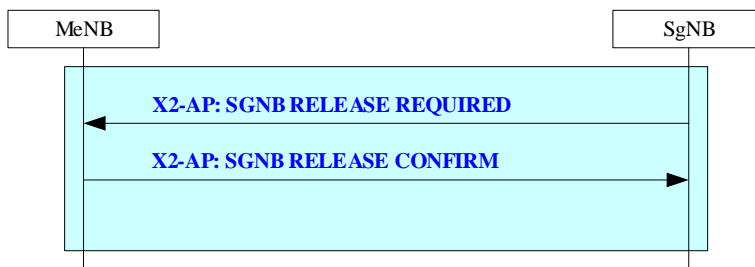 MeNB
SgNB
X2-AP: SGNB RELEASE REQUIRED
X2-AP: SGNB RELEASE CONFIRM